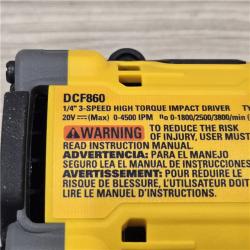 DCF860
1/4" 3-SPEED HIGH TORQUE IMPACT DRIVER TY
20V ⎓ (Max) 0-4500 IPM n₀ 0-1800/2500/3800/min
⚠WARNING TO REDUCE THE RISK
OF INJURY, USER MUST
READ INSTRUCTION MANUAL.
ADVERTENCIA: PARA EL MANEJO
SEGURO LEA EL MANUAL DE INSTRUCCIONES.
AVERTISSEMENT: POUR RÉDUIRE LE
RISQUE DE BLESSURE, L'UTILISATEUR DOIT LIRE
LE MANUEL D'INSTRUCTIONS.